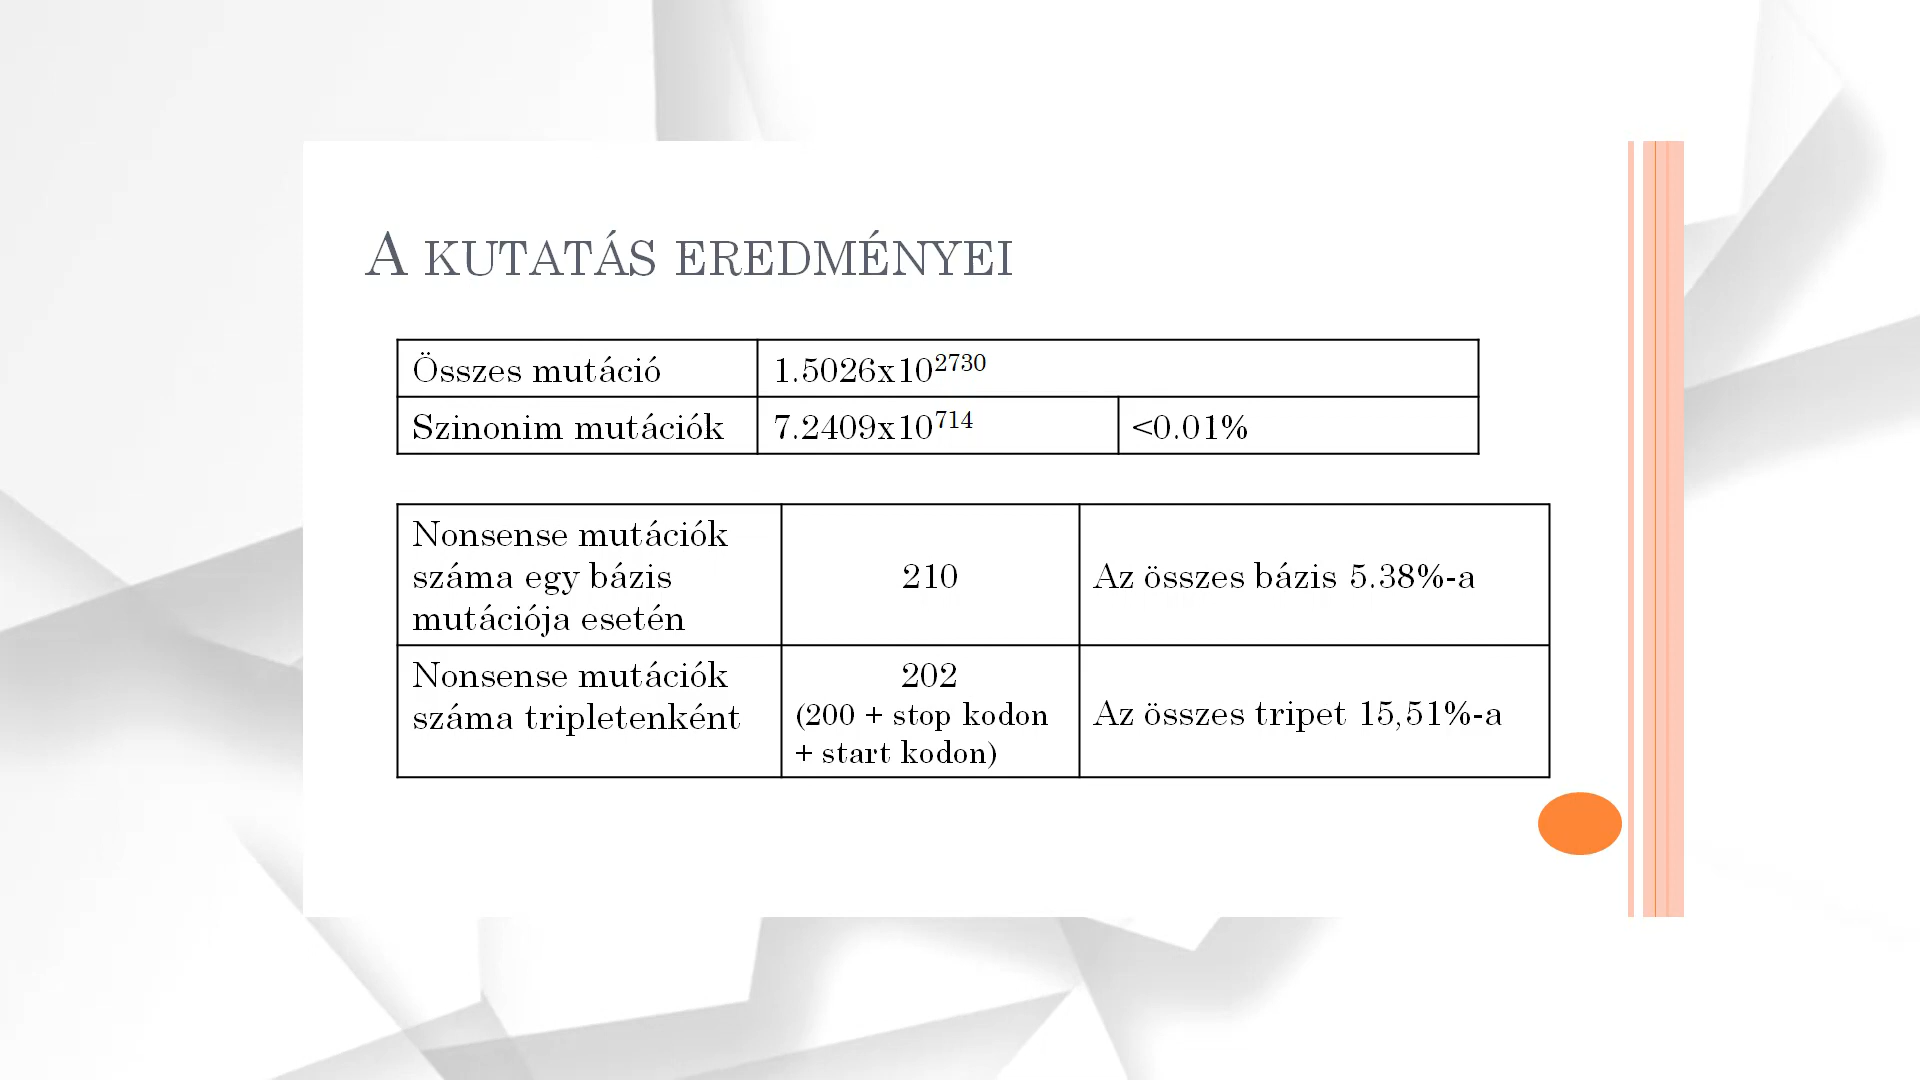 A KUTATÁS EREDMÉNYEI
Összes mutáció 1.5026x10²⁷³⁰
Szinonim mutációk 7.2409x10⁷¹⁴ <0.01%
Nonsense mutációk
száma egy bázis
mutációja esetén
210
Az összes bázis 5.38%-a
Nonsense mutációk
száma tripletenként
202
(200 + stop kodon
+ start kodon)
Az összes tripet 15,51%-a